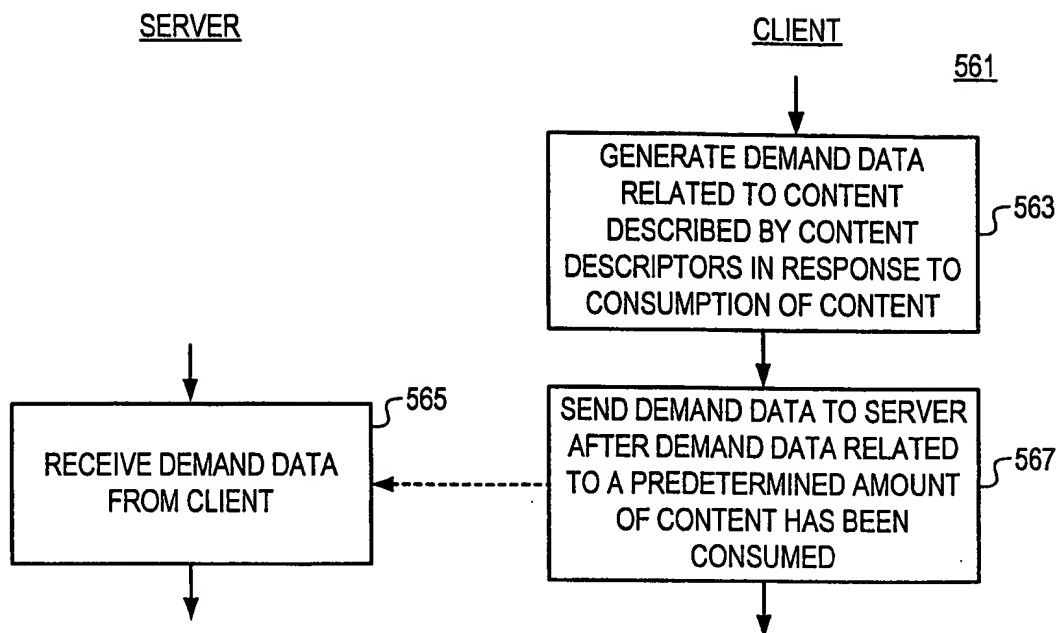 SERVER
CLIENT
561
GENERATE DEMAND DATA
RELATED TO CONTENT
DESCRIBED BY CONTENT
DESCRIPTORS IN RESPONSE TO
CONSUMPTION OF CONTENT
563
565
RECEIVE DEMAND DATA
FROM CLIENT
SEND DEMAND DATA TO SERVER
AFTER DEMAND DATA RELATED
TO A PREDETERMINED AMOUNT
OF CONTENT HAS BEEN
CONSUMED
567